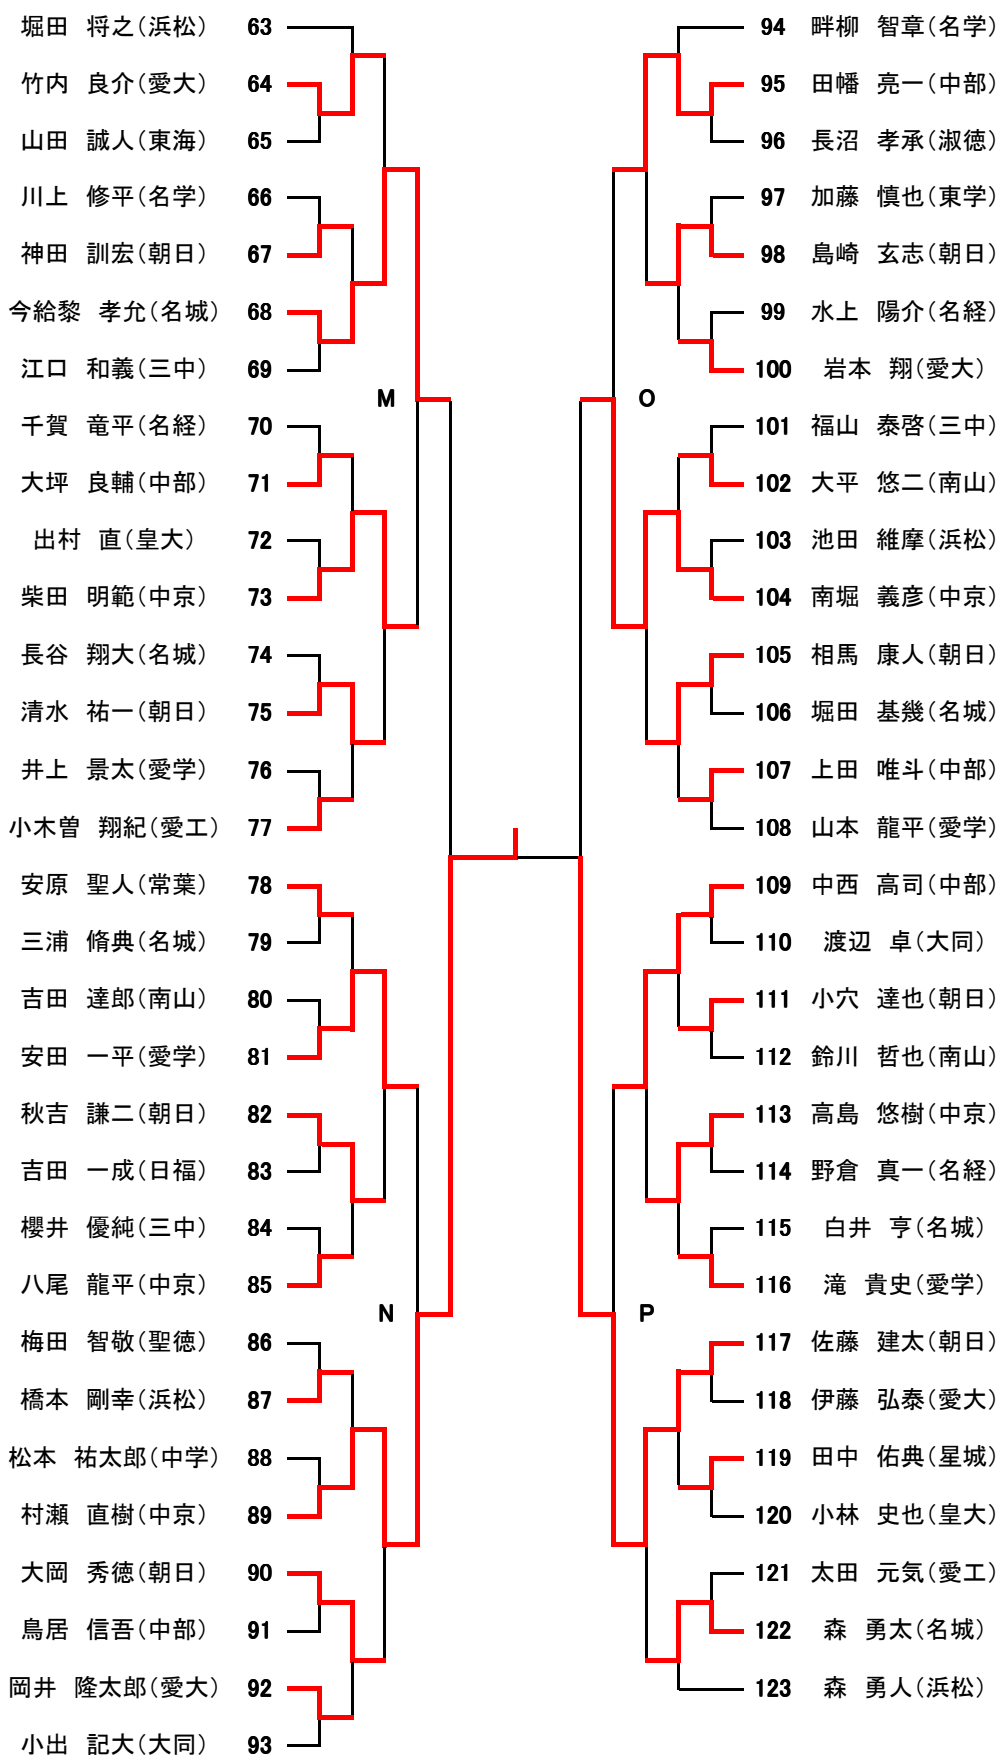 堀田 将之(浜松) 63
竹内 良介(愛大) 64
山田 誠人(東海) 65
川上 修平(名学) 66
神田 訓宏(朝日) 67
今給黎 孝允(名城) 68
江口 和義(三中) 69
M
千賀 竜平(名経) 70
大坪 良輔(中部) 71
出村 直(皇大) 72
柴田 明範(中京) 73
長谷 翔大(名城) 74
清水 祐一(朝日) 75
井上 景太(愛学) 76
小木曽 翔紀(愛工) 77
安原 聖人(常葉) 78
三浦 脩典(名城) 79
吉田 達郎(南山) 80
安田 一平(愛学) 81
秋吉 謙二(朝日) 82
吉田 一成(日福) 83
櫻井 優純(三中) 84
八尾 龍平(中京) 85
N
梅田 智敬(聖徳) 86
橋本 剛幸(浜松) 87
松本 祐太郎(中学) 88
村瀬 直樹(中京) 89
大岡 秀徳(朝日) 90
鳥居 信吾(中部) 91
岡井 隆太郎(愛大) 92
小出 記大(大同) 93
94 畔柳 智章(名学)
95 田幡 亮一(中部)
96 長沼 孝承(淑徳)
97 加藤 慎也(東学)
98 島崎 玄志(朝日)
99 水上 陽介(名経)
100 岩本 翔(愛大)
O
101 福山 泰啓(三中)
102 大平 悠二(南山)
103 池田 維摩(浜松)
104 南堀 義彦(中京)
105 相馬 康人(朝日)
106 堀田 基幾(名城)
107 上田 唯斗(中部)
108 山本 龍平(愛学)
109 中西 高司(中部)
110 渡辺 卓(大同)
111 小穴 達也(朝日)
112 鈴川 哲也(南山)
113 高島 悠樹(中京)
114 野倉 真一(名経)
115 白井 亨(名城)
116 滝 貴史(愛学)
P
117 佐藤 建太(朝日)
118 伊藤 弘泰(愛大)
119 田中 佑典(星城)
120 小林 史也(皇大)
121 太田 元気(愛工)
122 森 勇太(名城)
123 森 勇人(浜松)